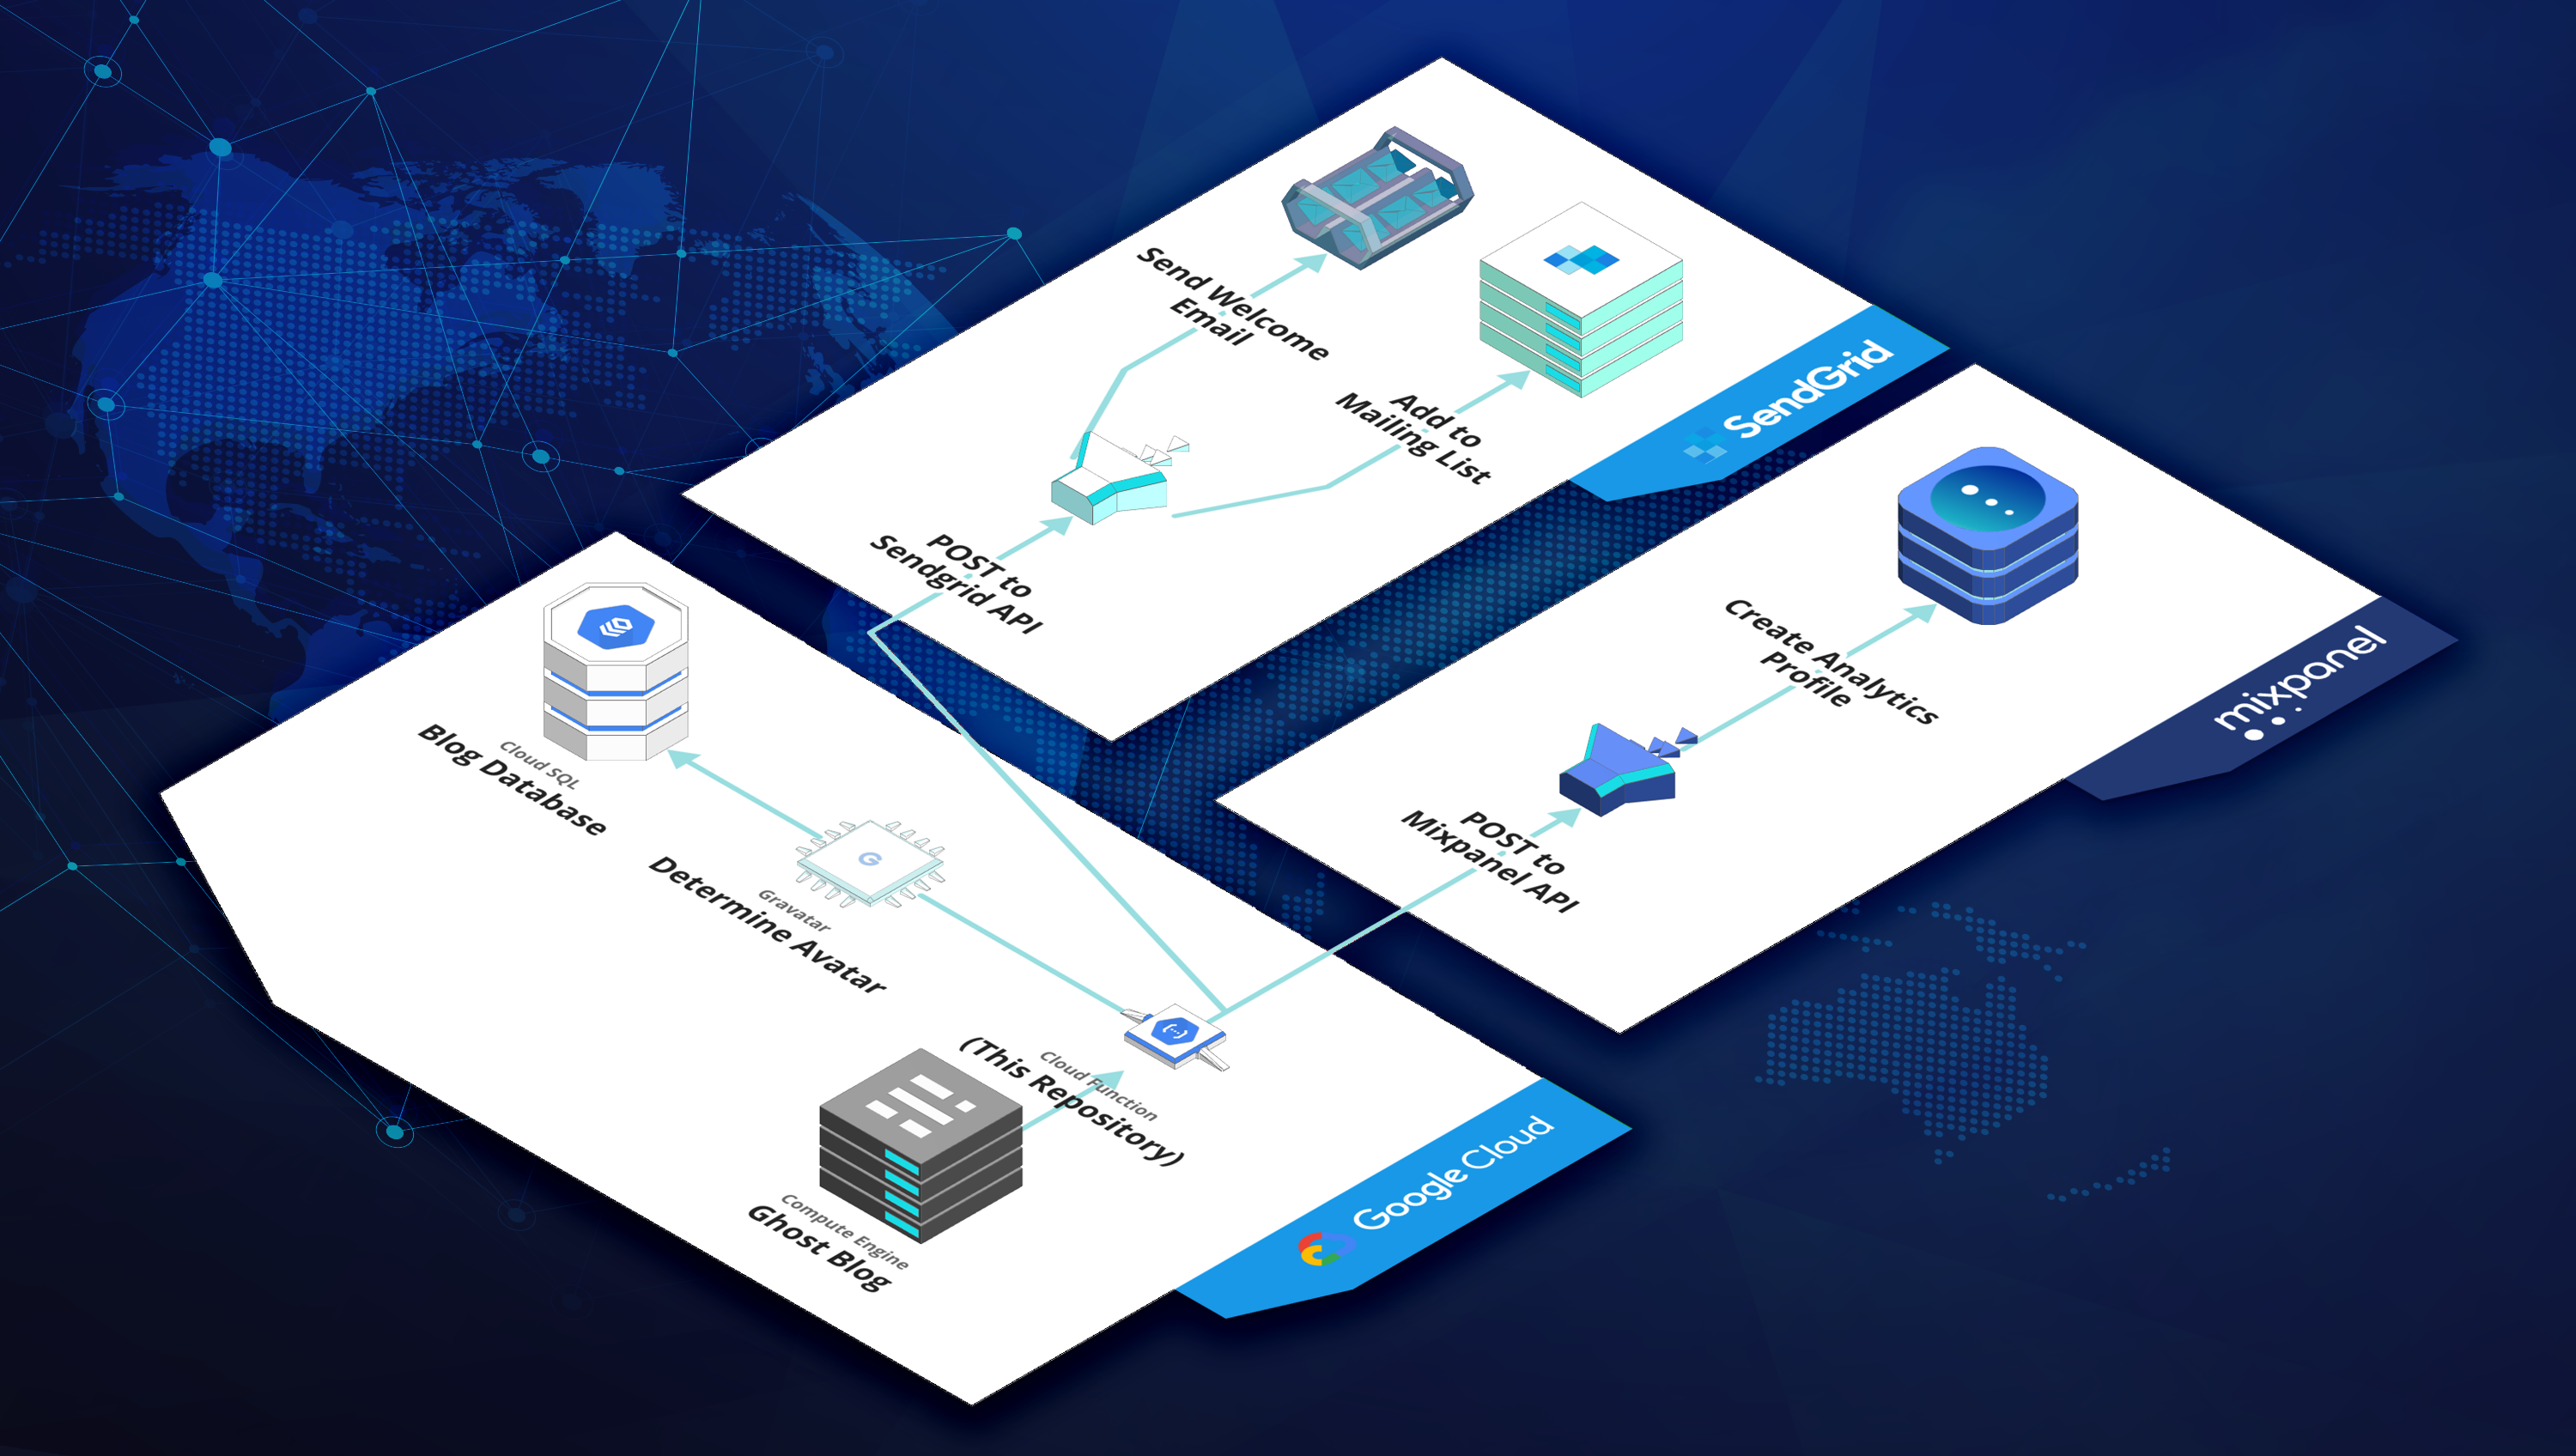 Send Welcome
Email
Add to
Mailing List
POST to
Sendgrid API
SendGrid
Create Analytics
Profile
POST to
Mixpanel API
mixpanel
Cloud SQL
Blog Database
Gravatar
Determine Avatar
G
Cloud Function
(This Repository)
Compute Engine
Ghost Blog
Google Cloud